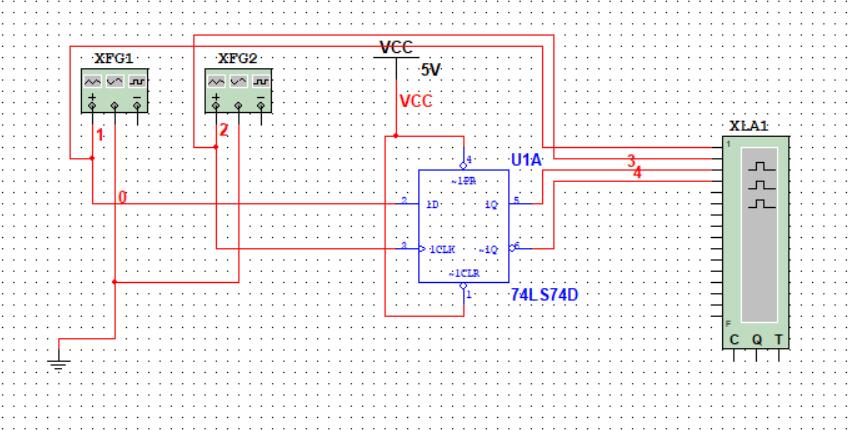 XFG1
XFG2
VCC
5V
VCC
XLA1
1
2
3
4
0
U1A
4
~1PR
2
1D
1Q
5
3
1CLK
~1Q
6
~1CLR
1
74LS74D
1
F
C Q T